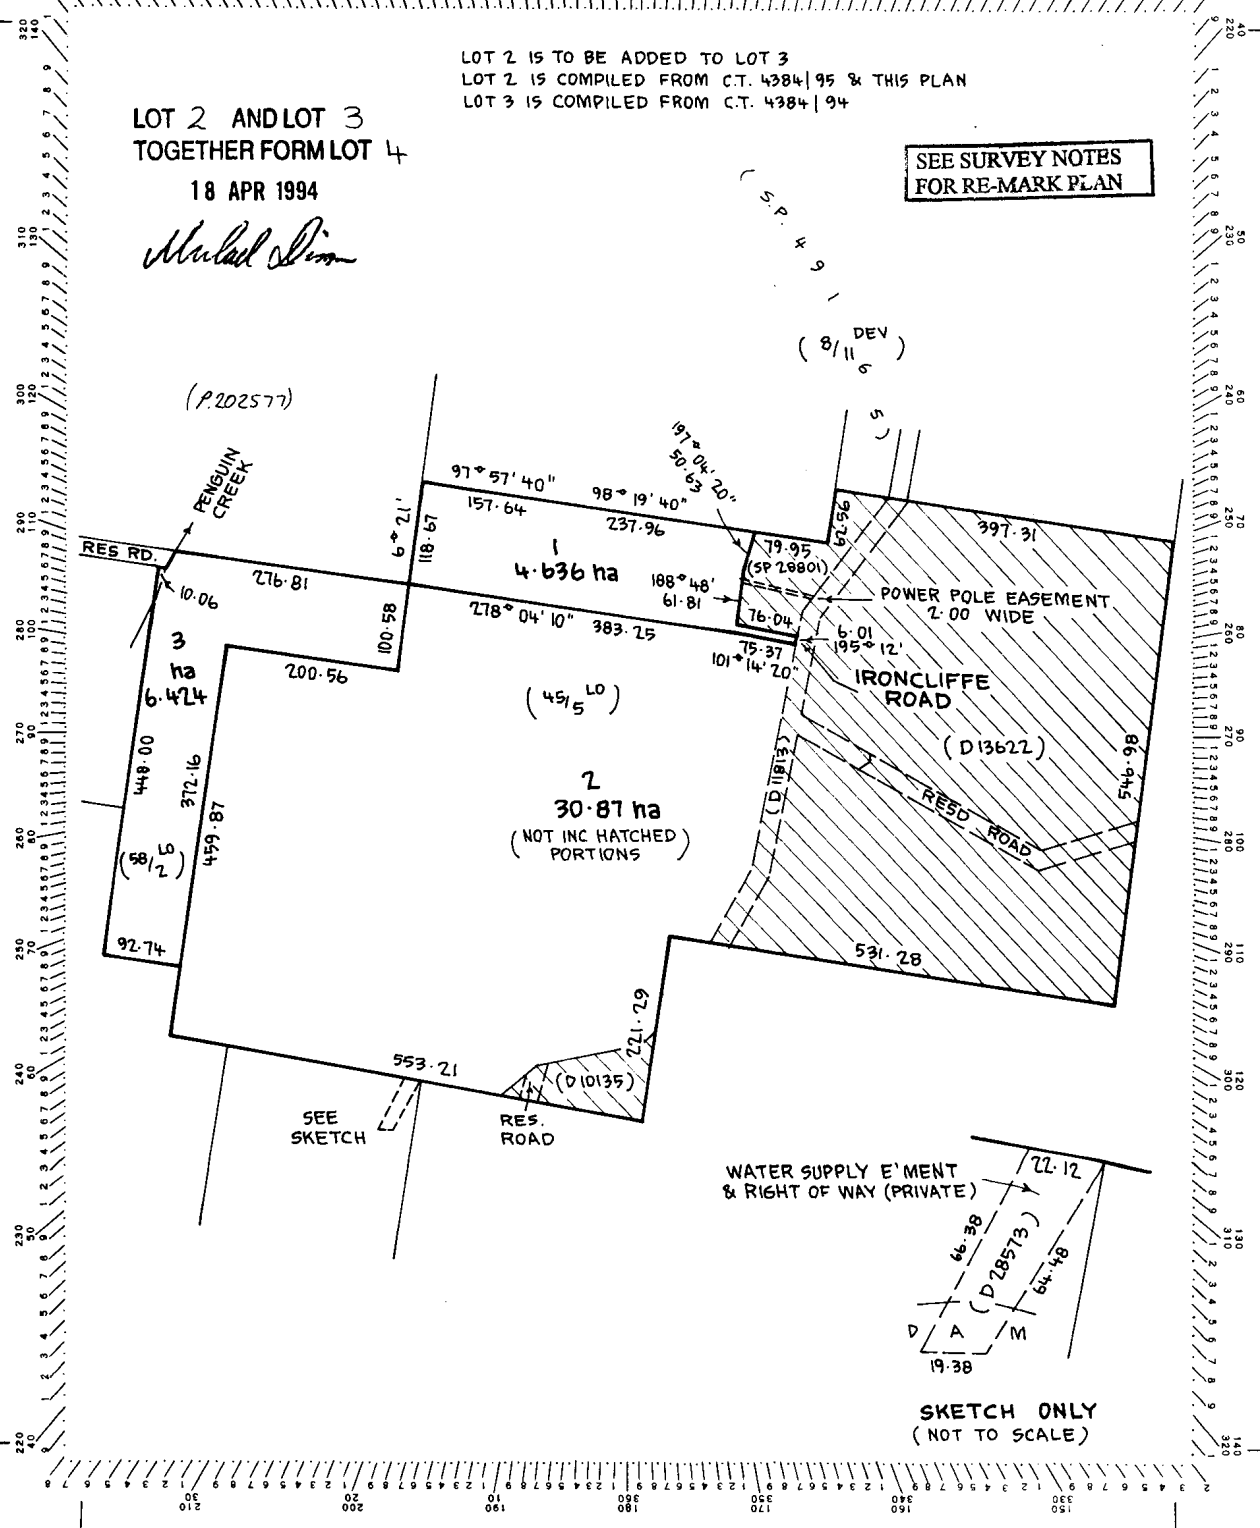 LOT 2 IS TO BE ADDED TO LOT 3
LOT 2 IS COMPILED FROM C.T. 4384|95 & THIS PLAN
LOT 3 IS COMPILED FROM C.T. 4384|94
LOT 2 AND LOT 3
TOGETHER FORM LOT 4
18 APR 1994
SEE SURVEY NOTES
FOR RE-MARK PLAN
(S.P. 491
(8/116 DEV)
5)
(P.202577)
PENGUIN
CREEK
RES RD.
10.06
276.81
6° 21'
118.67
97° 57' 40"
157.64
98° 19' 40"
237.96
197° 04' 20"
50.63
1
4.636 ha
79.95
(SP 28801)
62.56
397.31
188° 48'
61.81
76.04
POWER POLE EASEMENT
2.00 WIDE
278° 04' 10" 383.25
75.37
101° 14' 20"
6.01
195° 12'
IRONCLIFFE
ROAD
100.58
200.56
3
ha
6.424
(45/5 LO)
(D13622)
549.98
448.00
372.16
459.87
(58/2 LO)
92.74
2
30.87 ha
(NOT INC HATCHED)
PORTIONS
(D11813)
RESD ROAD
531.28
221.29
553.21
(D10135)
SEE
SKETCH
RES.
ROAD
WATER SUPPLY E'MENT
& RIGHT OF WAY (PRIVATE)
22.12
66.38
(D28573)
64.48
D A M
19.38
SKETCH ONLY
(NOT TO SCALE)